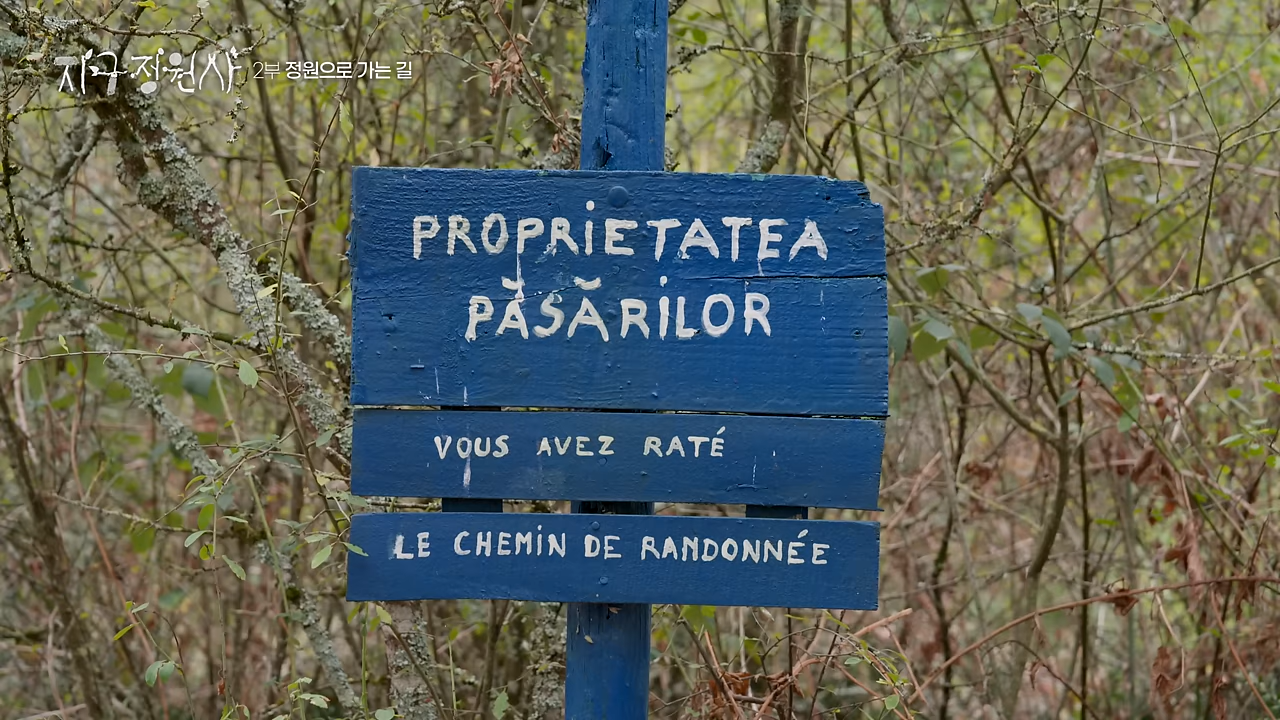 지구 정원사 2부 정원으로 가는 길
PROPRIETATEA
PĂSĂRILOR
VOUS AVEZ RATÉ
LE CHEMIN DE RANDONNÉE